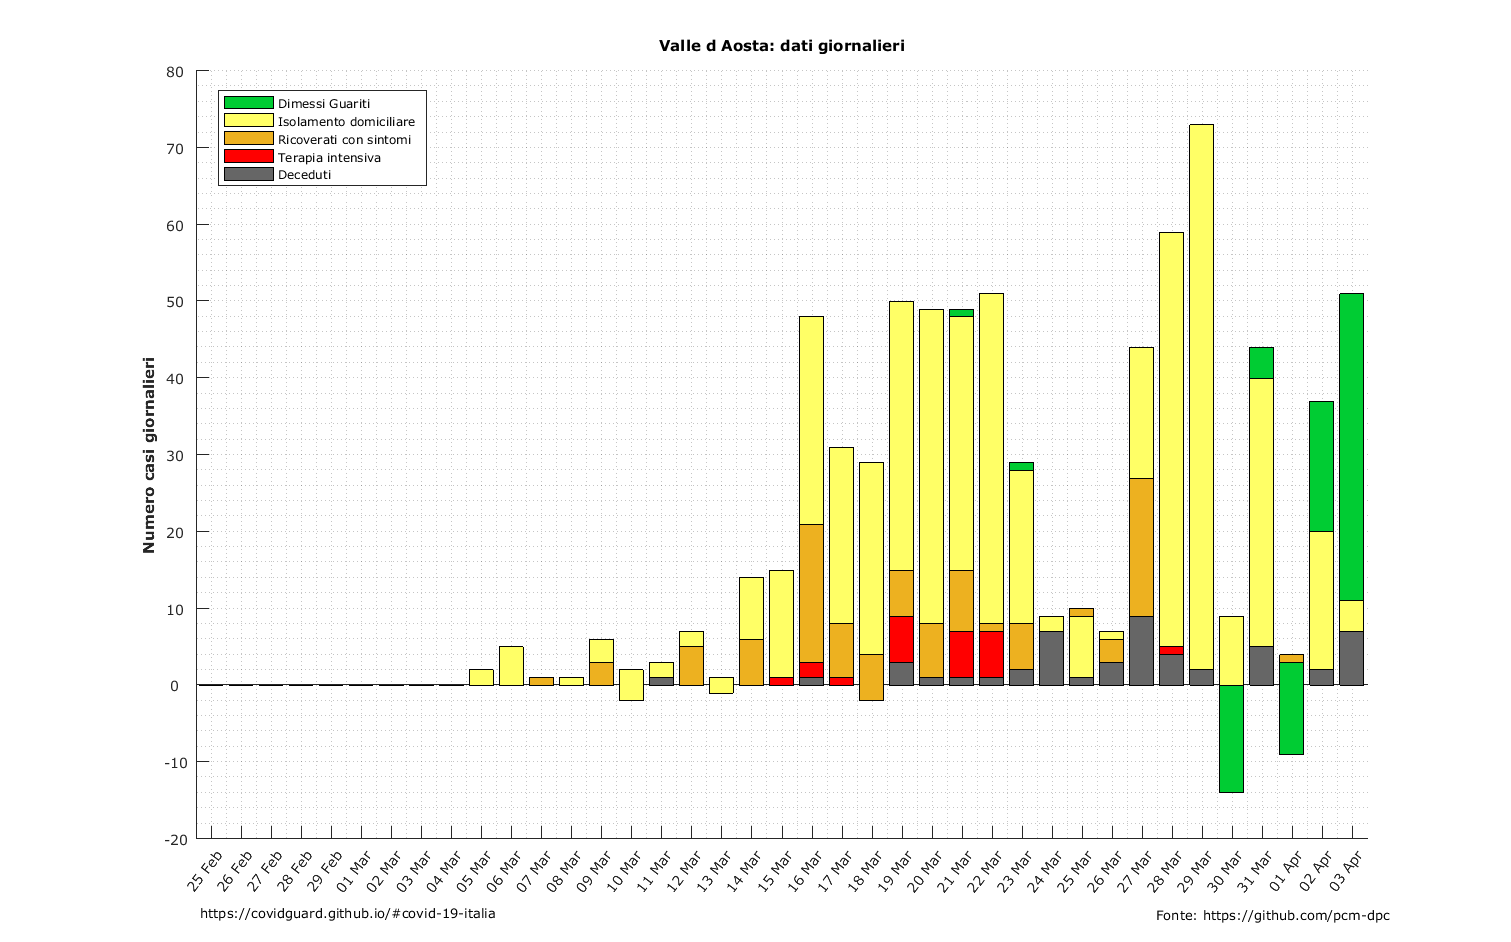 Valle d Aosta: dati giornalieri
Numero casi giornalieri
80
70
60
50
40
30
20
10
0
-10
-20
Dimessi Guariti
Isolamento domiciliare
Ricoverati con sintomi
Terapia intensiva
Deceduti
25 Feb
26 Feb
27 Feb
28 Feb
29 Feb
01 Mar
02 Mar
03 Mar
04 Mar
05 Mar
06 Mar
07 Mar
08 Mar
09 Mar
10 Mar
11 Mar
12 Mar
13 Mar
14 Mar
15 Mar
16 Mar
17 Mar
18 Mar
19 Mar
20 Mar
21 Mar
22 Mar
23 Mar
24 Mar
25 Mar
26 Mar
27 Mar
28 Mar
29 Mar
30 Mar
31 Mar
01 Apr
02 Apr
03 Apr
https://covidguard.github.io/#covid-19-italia
Fonte: https://github.com/pcm-dpc